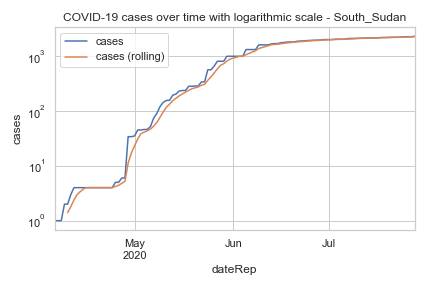 COVID-19 cases over time with logarithmic scale - South_Sudan
cases
cases (rolling)
10³
10²
10¹
10⁰
cases
May
2020
Jun
Jul
dateRep